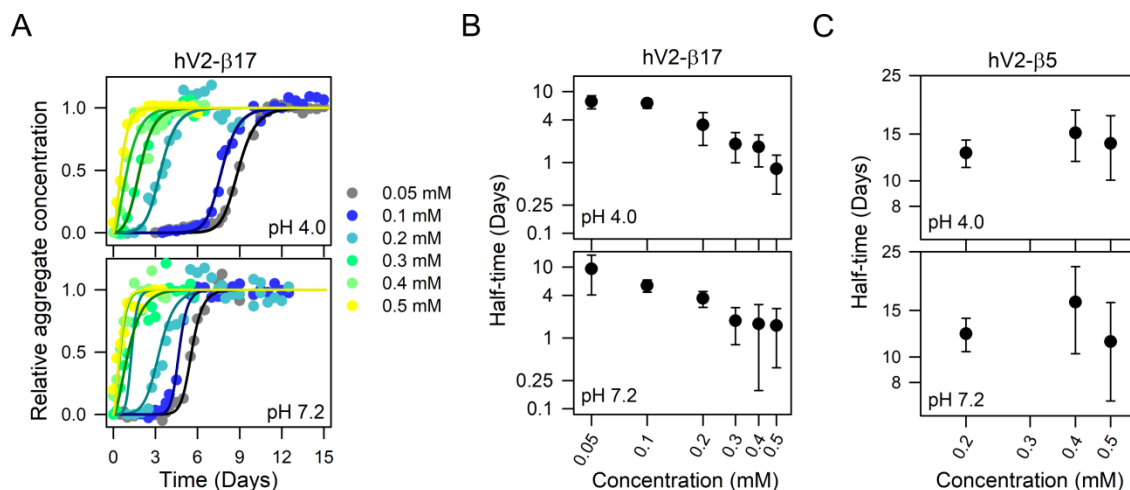 A
hV2-β17
Relative aggregate concentration
1.0
0.5
0.0
pH 4.0
1.0
0.5
0.0
pH 7.2
0 3 6 9 12 15
Time (Days)
0.05 mM
0.1 mM
0.2 mM
0.3 mM
0.4 mM
0.5 mM
B
hV2-β17
Half-time (Days)
10
4
1
0.25
0.1
pH 4.0
10
4
1
0.25
0.1
pH 7.2
0.05 0.1 0.2 0.3 0.4 0.5
Concentration (mM)
C
hV2-β5
Half-time (Days)
25
15
10
8
pH 4.0
25
15
10
8
pH 7.2
0.2 0.3 0.4 0.5
Concentration (mM)